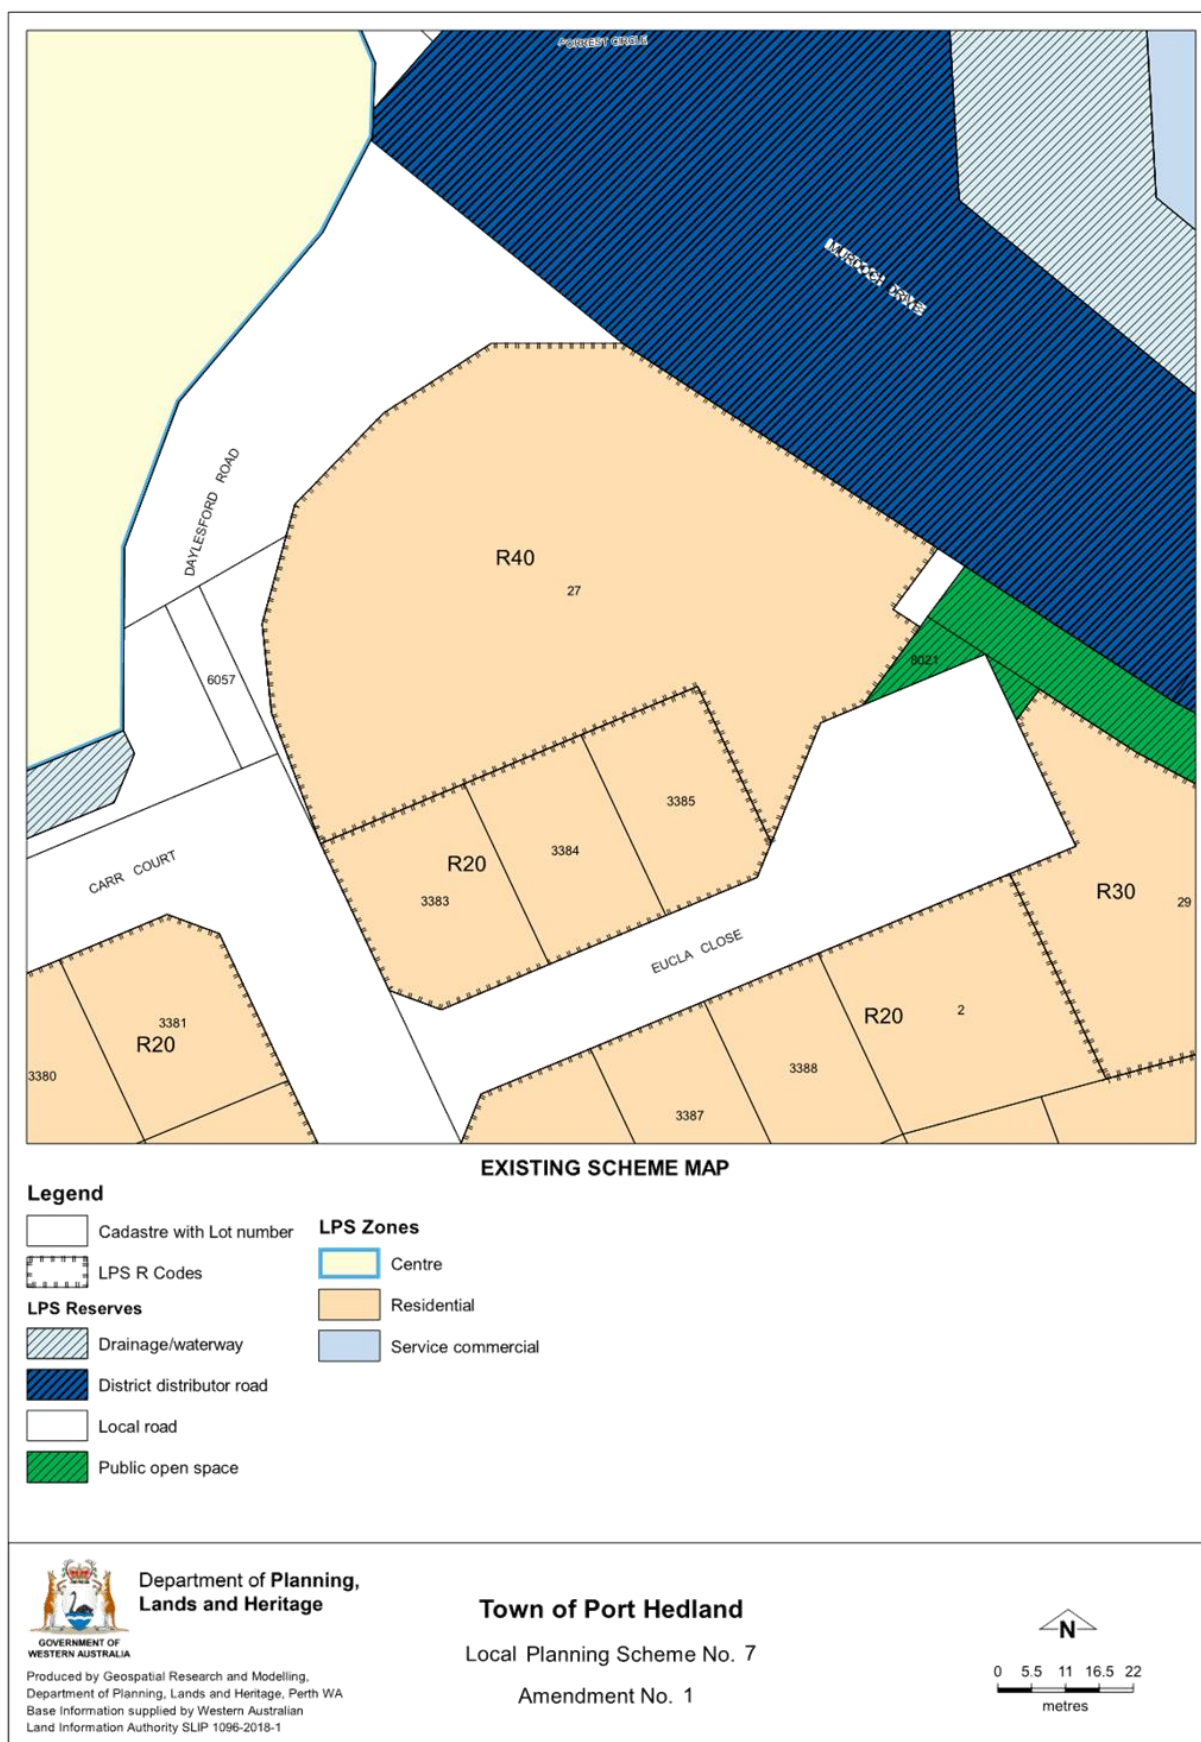 FORREST CIRCLE
MURDOCH DRIVE
DAYLESFORD ROAD
R40
27
6057
8021
3385
3384
R20
3383
CARR COURT
R30
29
EUCLA CLOSE
3381
R20
3380
R20
2
3388
3387
EXISTING SCHEME MAP
Legend
Cadastre with Lot number
LPS R Codes
LPS Reserves
Drainage/waterway
District distributor road
Local road
Public open space
LPS Zones
Centre
Residential
Service commercial
Department of Planning,
Lands and Heritage
GOVERNMENT OF
WESTERN AUSTRALIA
Produced by Geospatial Research and Modelling,
Department of Planning, Lands and Heritage, Perth WA
Base Information supplied by Western Australian
Land Information Authority SLIP 1096-2018-1
Town of Port Hedland
Local Planning Scheme No. 7
Amendment No. 1
N
0 5.5 11 16.5 22
metres